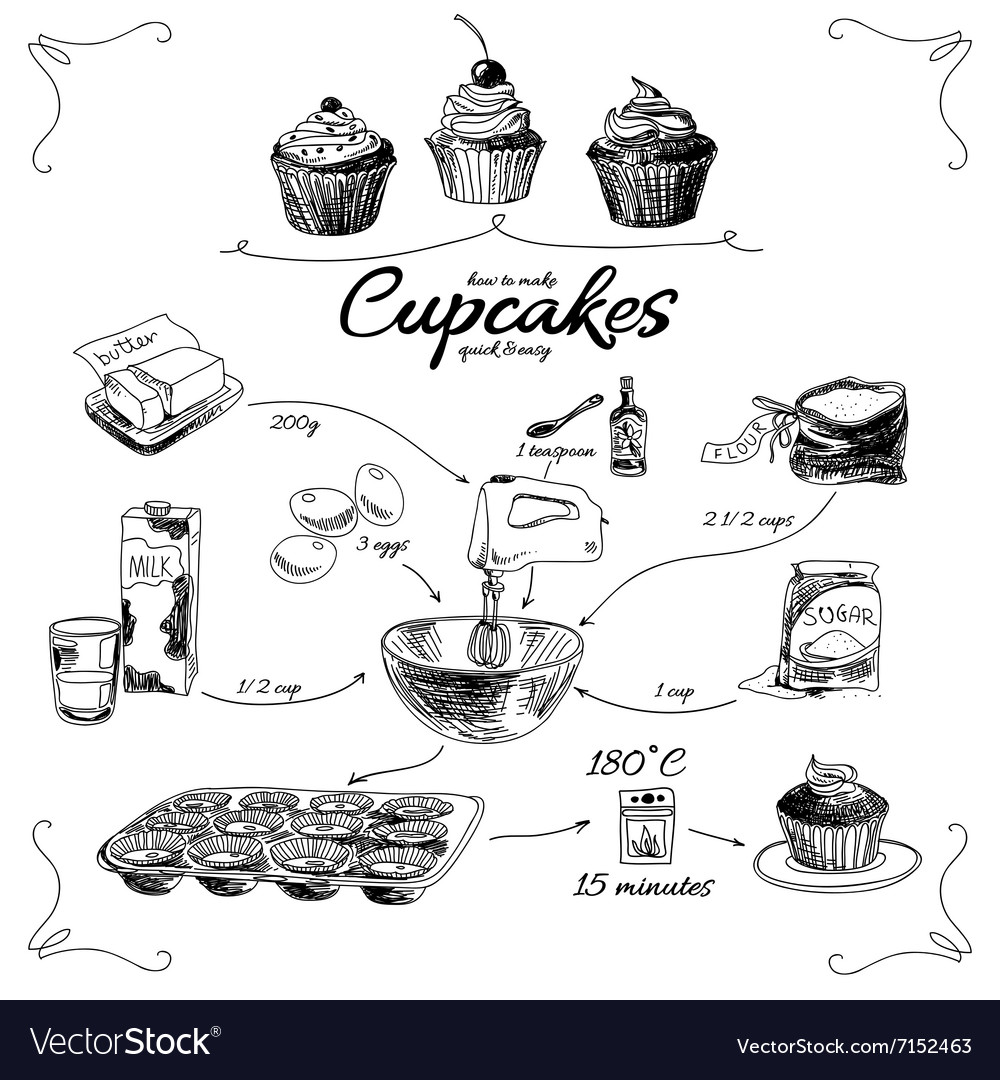 how to make
Cupcakes
quick & easy
butter
200g
1 teaspoon
FLOUR
2 1/2 cups
3 eggs
MILK
SUGAR
1/2 cup
1 cup
180°C
15 minutes
VectorStock®
VectorStock.com/7152463